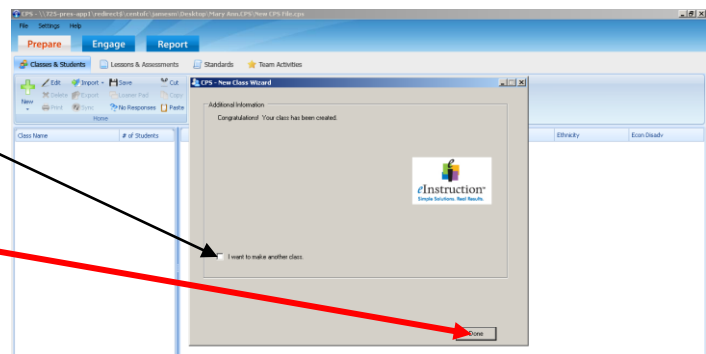 File Settings Help
Prepare Engage Report
Classes & Students Lessons & Assessments Standards Team Activities
New
Edit Import Save Cut
Delete Export Lower Pad Copy
Print Sync No Responses Paste
Home
Class Name # of Students Ethnicity Econ Disadv
CPS - New Class Wizard
Additional Information
Congratulations! Your class has been created.
eInstruction
Simple Solutions. Real Results.
I want to make another class.
Done